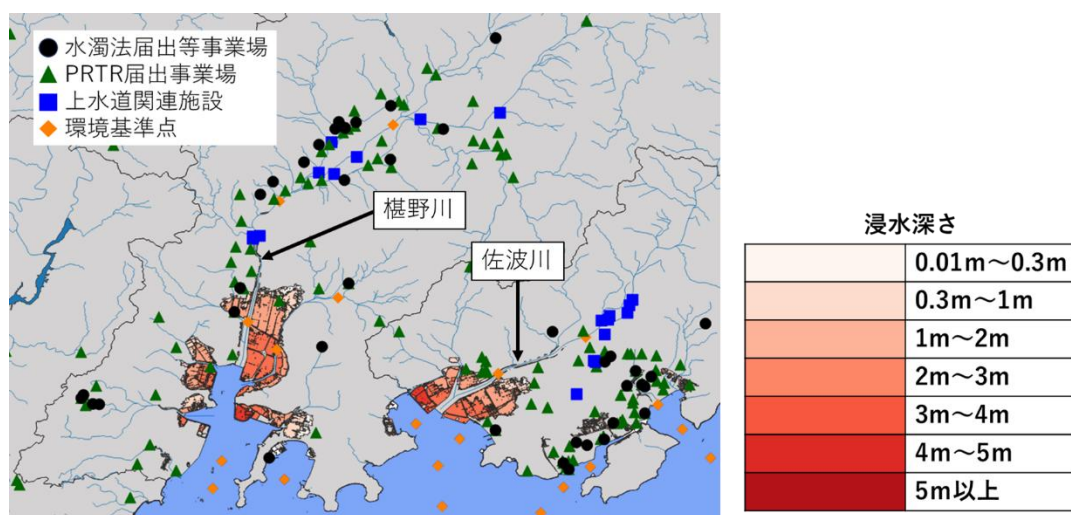 水濁法届出等事業場
PRTR届出事業場
上水道関連施設
環境基準点
椹野川
佐波川
浸水深さ
0.01m～0.3m
0.3m～1m
1m～2m
2m～3m
3m～4m
4m～5m
5m以上